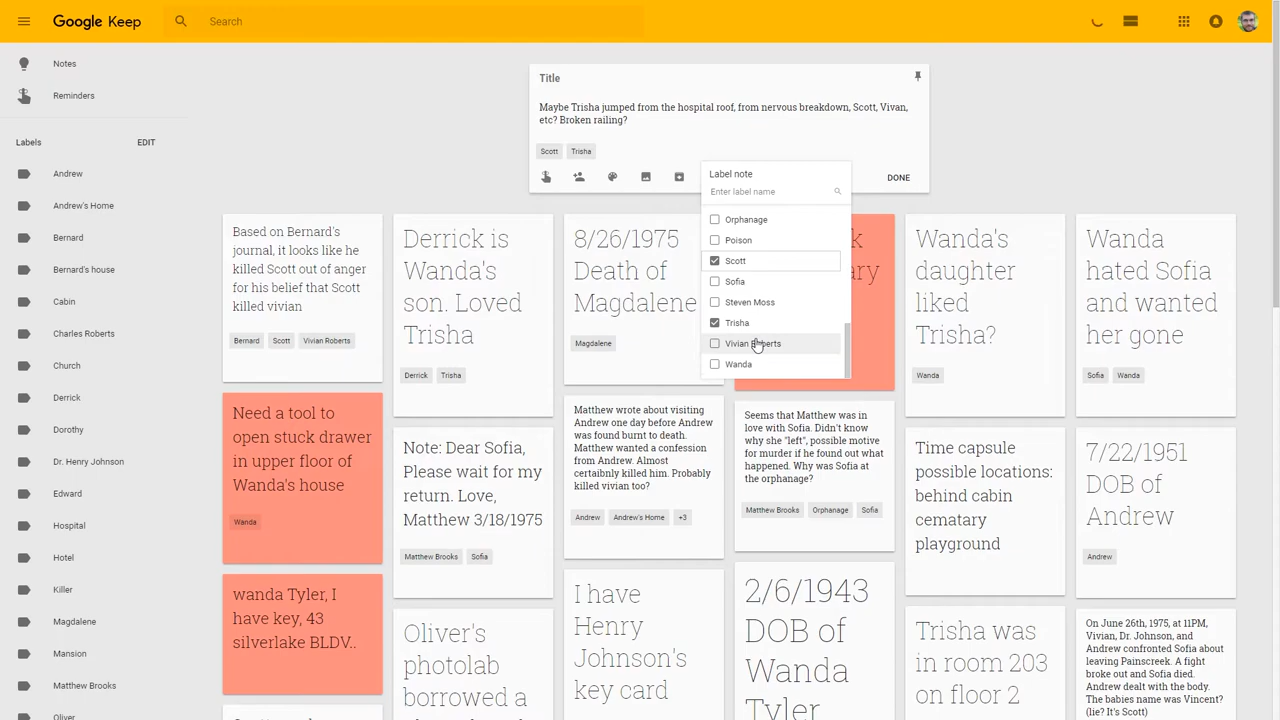 Google Keep
Search
Notes
Reminders
Labels
EDIT
Andrew
Andrew's Home
Bernard
Bernard's house
Cabin
Charles Roberts
Church
Derrick
Dorothy
Dr. Henry Johnson
Edward
Hospital
Hotel
Killer
Magdalene
Mansion
Matthew Brooks
Oliver
Title
Maybe Trisha jumped from the hospital roof, from nervous breakdown, Scott, Vivan,
etc? Broken railing?
Scott
Trisha
DONE
Label note
Enter label name
Orphanage
Poison
Scott
Sofia
Steven Moss
Trisha
Vivian Roberts
Wanda
Based on Bernard's
journal, it looks like he
killed Scott out of anger
for his belief that Scott
killed vivian
Bernard
Scott
Vivian Roberts
Need a tool to
open stuck drawer
in upper floor of
Wanda's house
Wanda
wanda Tyler, I
have key, 43
silverlake BLDV..
Derrick is
Wanda's
son. Loved
Trisha
Derrick
Trisha
Note: Dear Sofia,
Please wait for my
return. Love,
Matthew 3/18/1975
Matthew Brooks
Sofia
Oliver's
photolab
borrowed a
8/26/1975
Death of
Magdalene
Magdalene
Matthew wrote about visiting
Andrew one day before Andrew
was found burnt to death.
Matthew wanted a confession
from Andrew. Almost
certaibnly killed him. Probably
killed vivian too?
Andrew
Andrew's Home
+3
I have
Henry
Johnson's
key card
Seems that Matthew was in
love with Sofia. Didn't know
why she "left", possible motive
for murder if he found out what
happened. Why was Sofia at
the orphanage?
Matthew Brooks
Orphanage
Sofia
2/6/1943
DOB of
Wanda
Tyler
Wanda's
daughter
liked
Trisha?
Wanda
Time capsule
possible locations:
behind cabin
cematary
playground
Trisha was
in room 203
on floor 2
Wanda
hated Sofia
and wanted
her gone
Sofia
Wanda
7/22/1951
DOB of
Andrew
Andrew
On June 26th, 1975, at 11PM,
Vivian, Dr. Johnson, and
Andrew confronted Sofia about
leaving Painscreek. A fight
broke out and Sofia died.
Andrew dealt with the body.
The babies name was Vincent?
(lie? It's Scott)